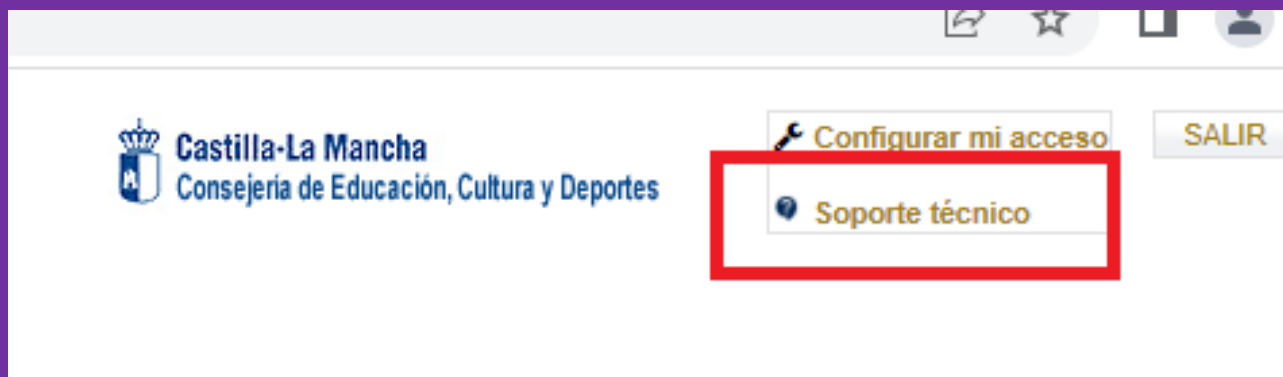 Castilla-La Mancha
Consejería de Educación, Cultura y Deportes
Configurar mi acceso
SALIR
Soporte técnico